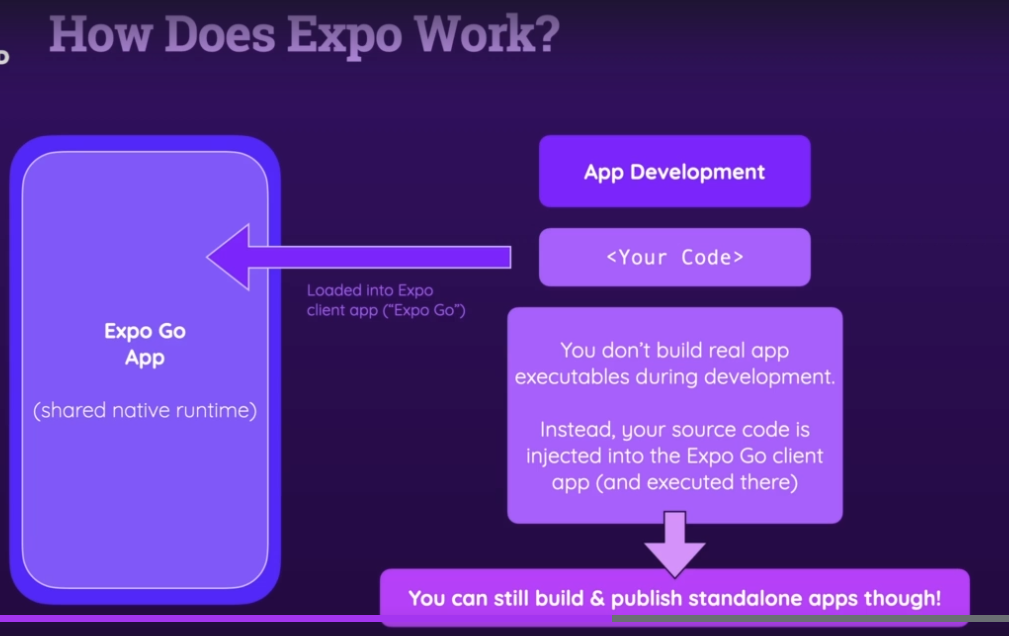 How Does Expo Work?
App Development
<Your Code>
Loaded into Expo
client app (“Expo Go”)
Expo Go
App
(shared native runtime)
You don’t build real app
executables during development.
Instead, your source code is
injected into the Expo Go client
app (and executed there)
You can still build & publish standalone apps though!